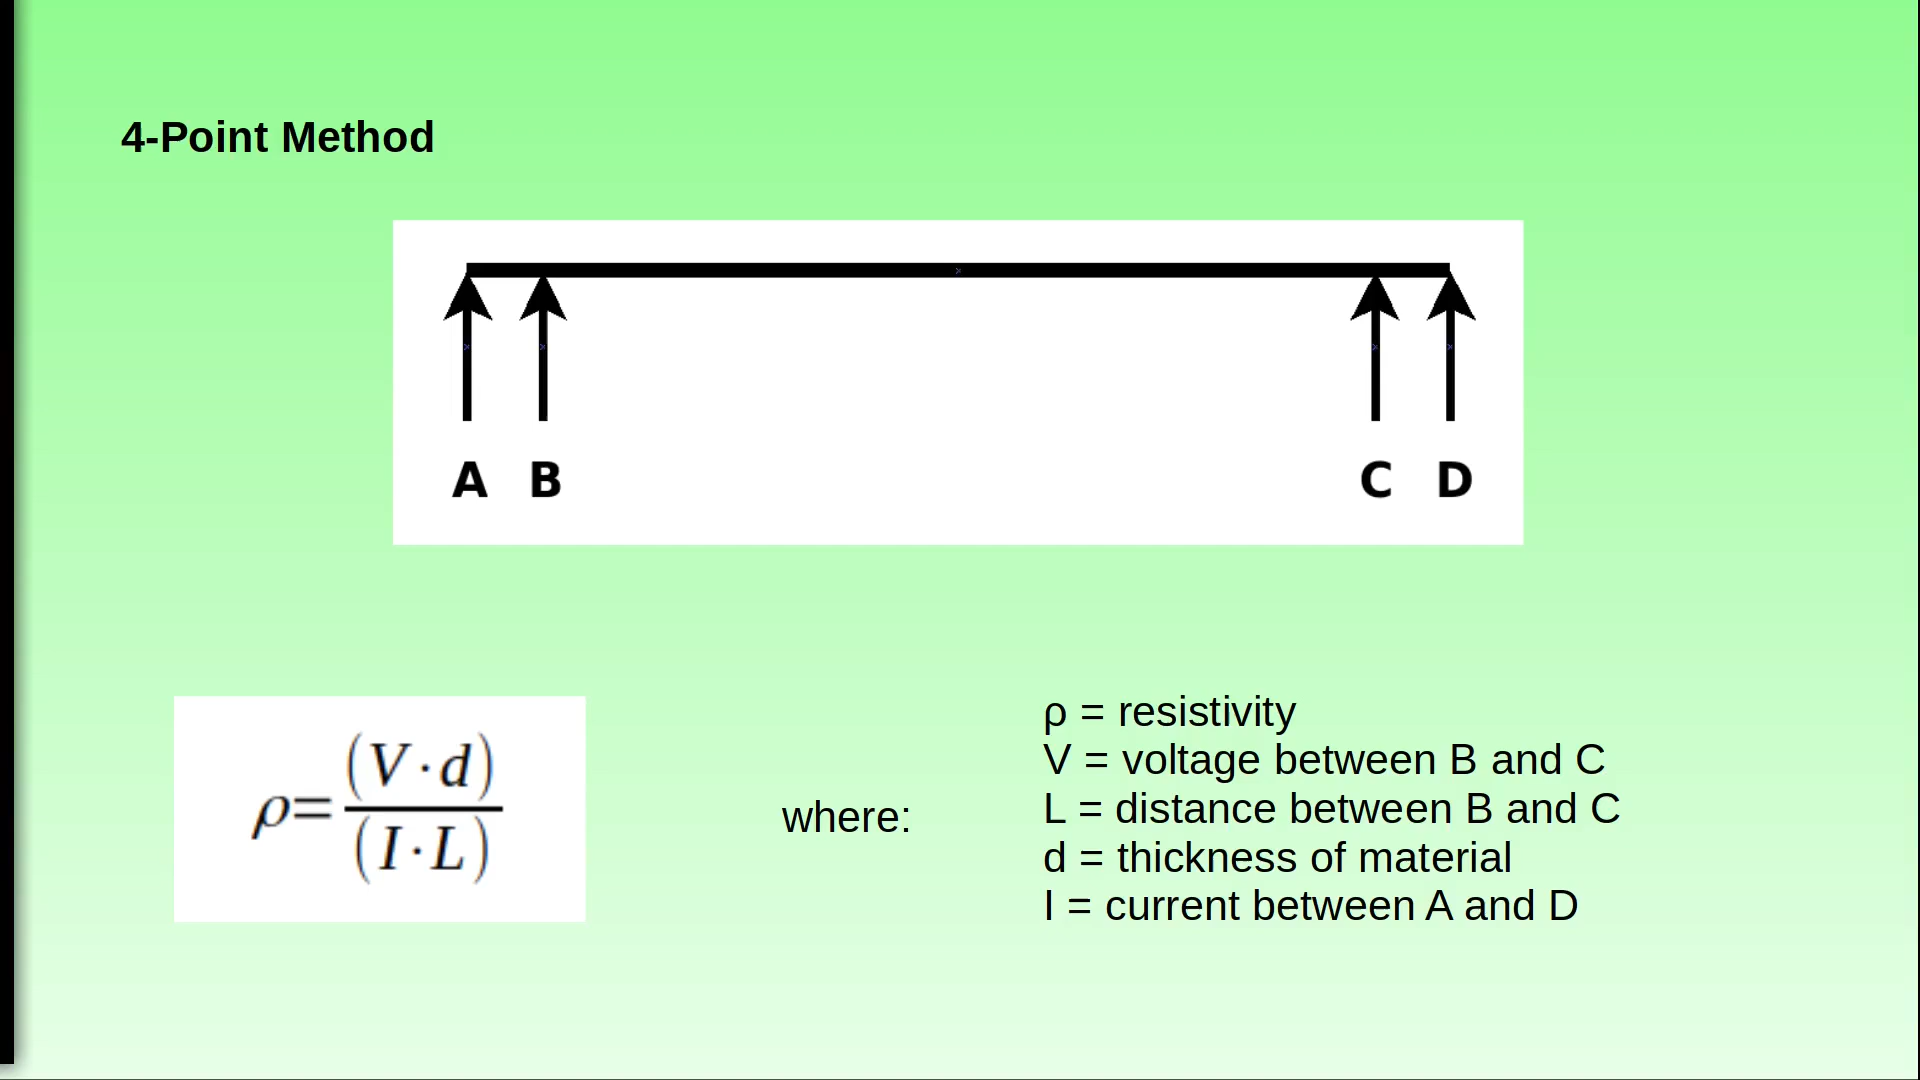 4-Point Method
A B C D
ρ=(V·d)/(I·L)
where:
ρ = resistivity
V = voltage between B and C
L = distance between B and C
d = thickness of material
I = current between A and D